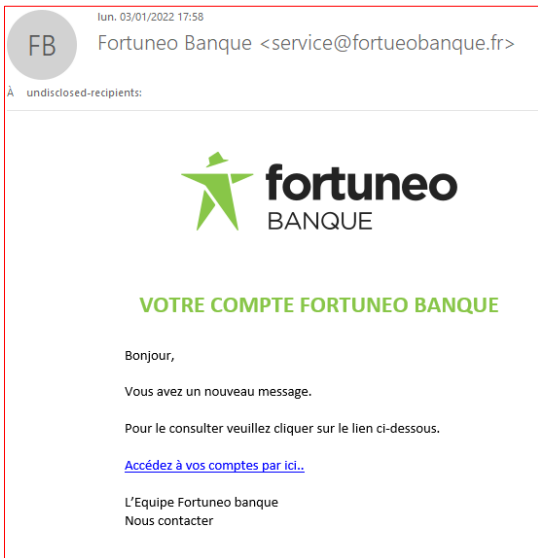 lun. 03/01/2022 17:58
FB
Fortuneo Banque <service@fortueobanque.fr>
À undisclosed-recipients:
fortuneo
BANQUE
VOTRE COMPTE FORTUNEO BANQUE
Bonjour,
Vous avez un nouveau message.
Pour le consulter veuillez cliquer sur le lien ci-dessous.
Accédez à vos comptes par ici..
L'Equipe Fortuneo banque
Nous contacter